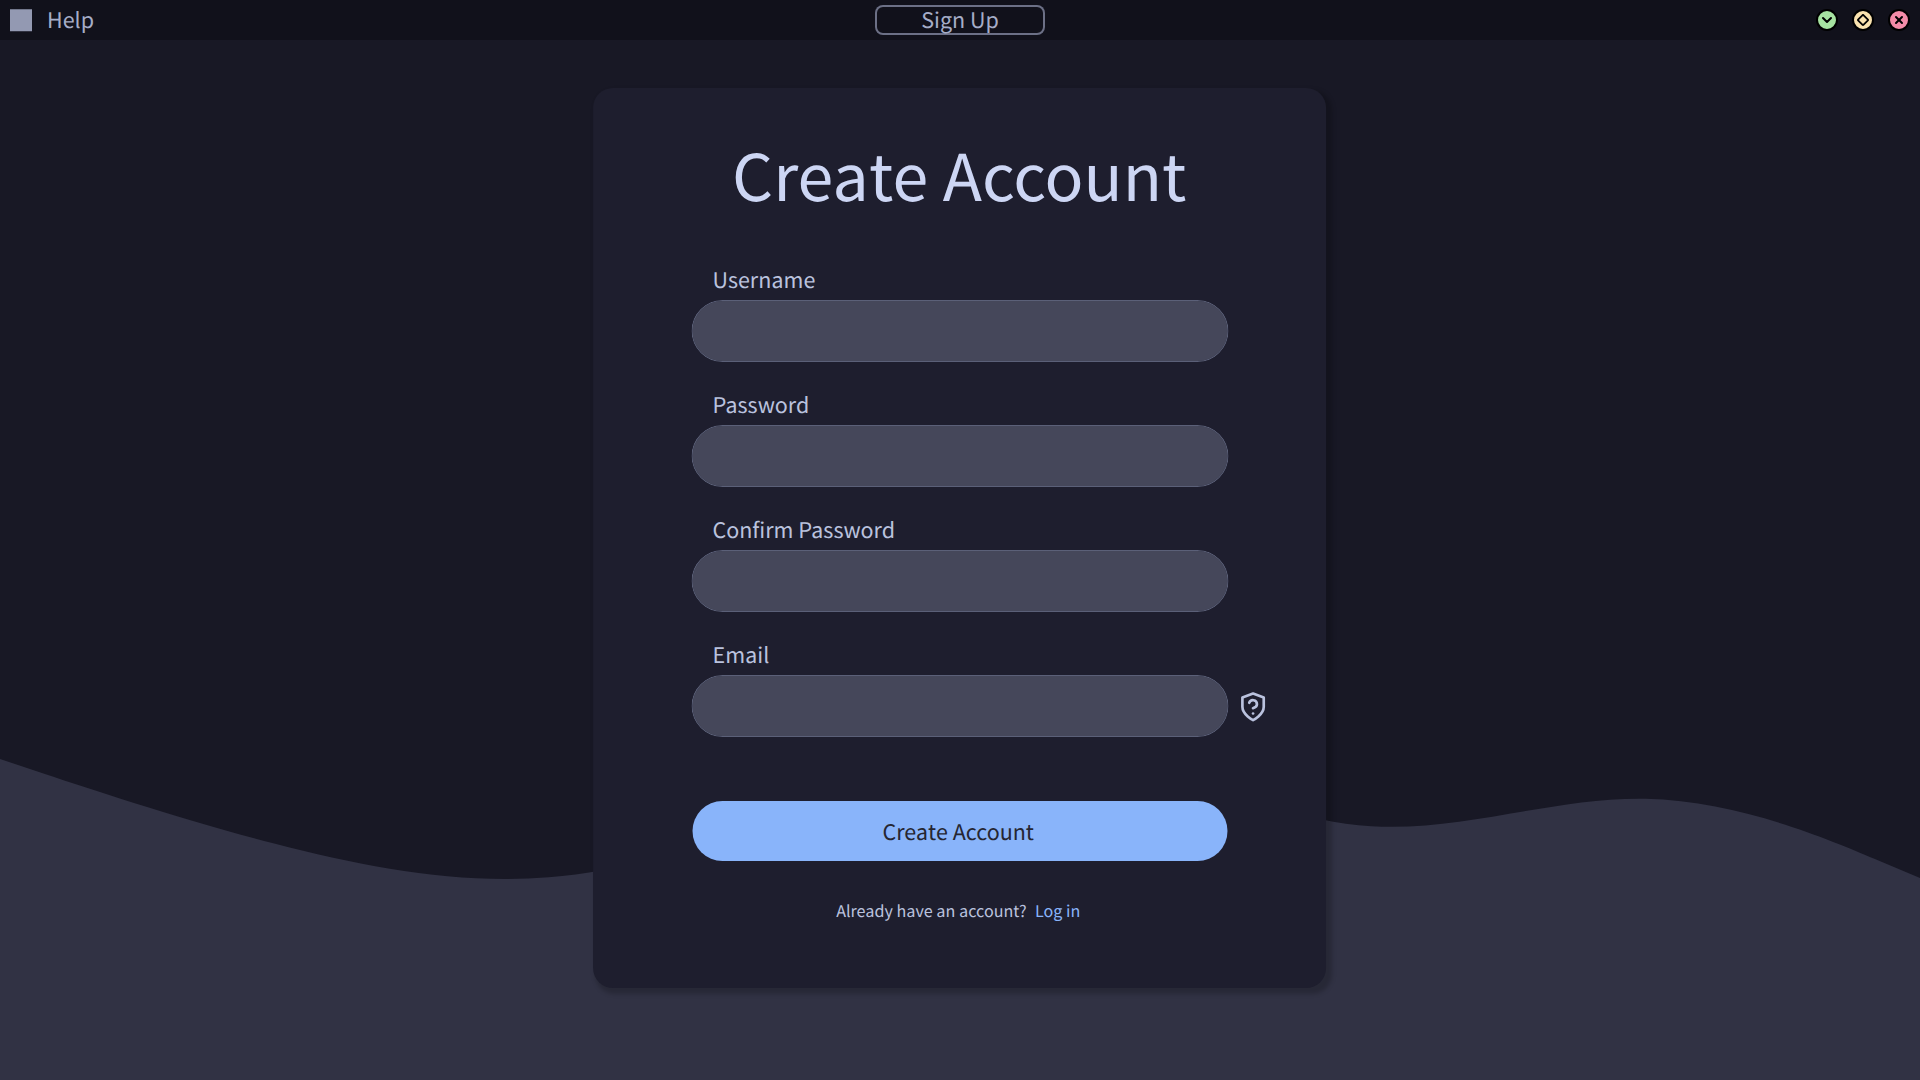 Help
Sign Up
Create Account
Username
Password
Confirm Password
Email
Create Account
Already have an account? Log in